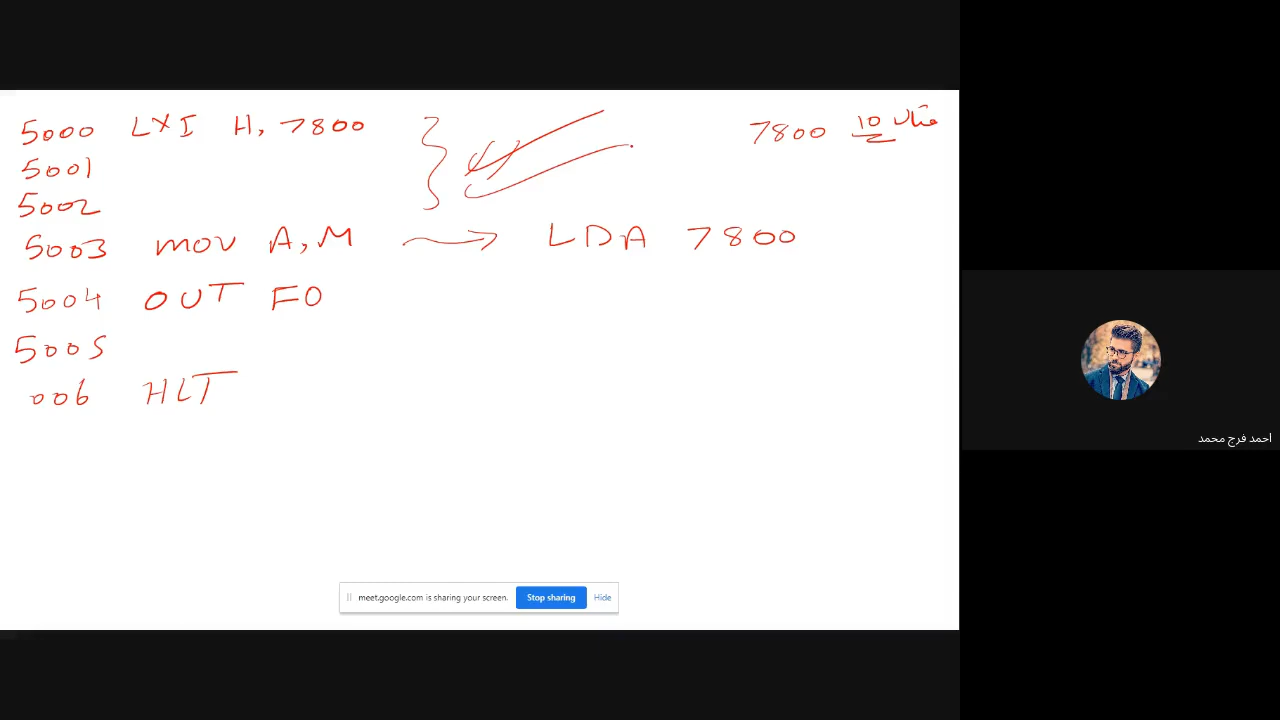 5000 LXI H, 7800
7800 10 مثال
5001
5002
5003 MOV A, M → LDA 7800
5004 OUT F0
5005
006 HLT
احمد فرج محمد
meet.google.com is sharing your screen. Stop sharing Hide